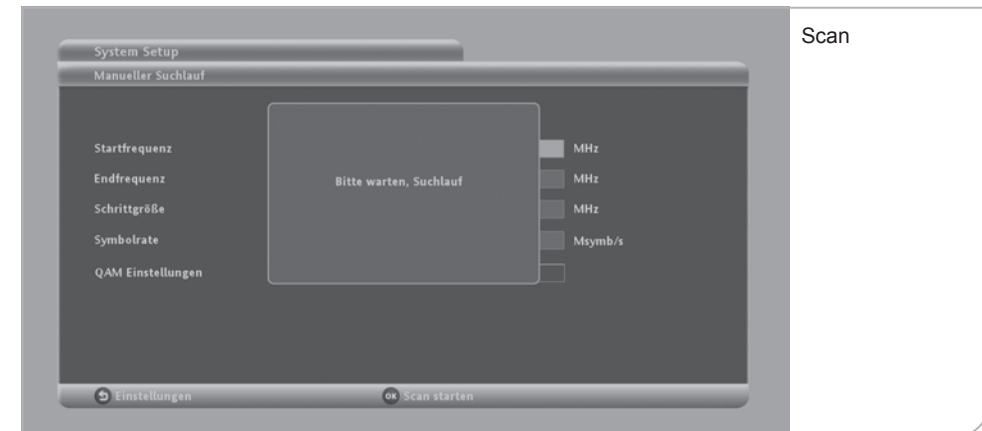 Scan
System Setup
Manueller Suchlauf
Startfrequenz MHz
Endfrequenz Bitte warten, Suchlauf MHz
Schrittgröße MHz
Symbolrate Msymb/s
QAM Einstellungen
Einstellungen OK Scan starten